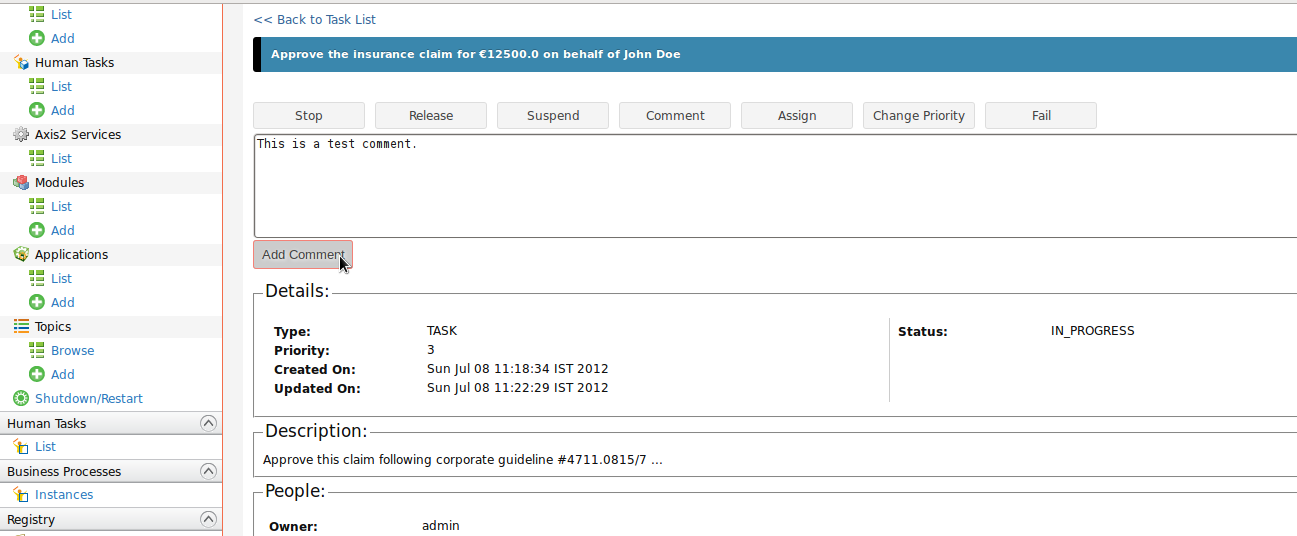 List
Add
Human Tasks
List
Add
Axis2 Services
List
Modules
List
Add
Applications
List
Add
Topics
Browse
Add
Shutdown/Restart
Human Tasks
List
Business Processes
Instances
Registry
<< Back to Task List
Approve the insurance claim for €12500.0 on behalf of John Doe
Stop Release Suspend Comment Assign Change Priority Fail
This is a test comment.
Add Comment
Details:
Type: TASK Status: IN_PROGRESS
Priority: 3
Created On: Sun Jul 08 11:18:34 IST 2012
Updated On: Sun Jul 08 11:22:29 IST 2012
Description:
Approve this claim following corporate guideline #4711.0815/7 ...
People:
Owner: admin